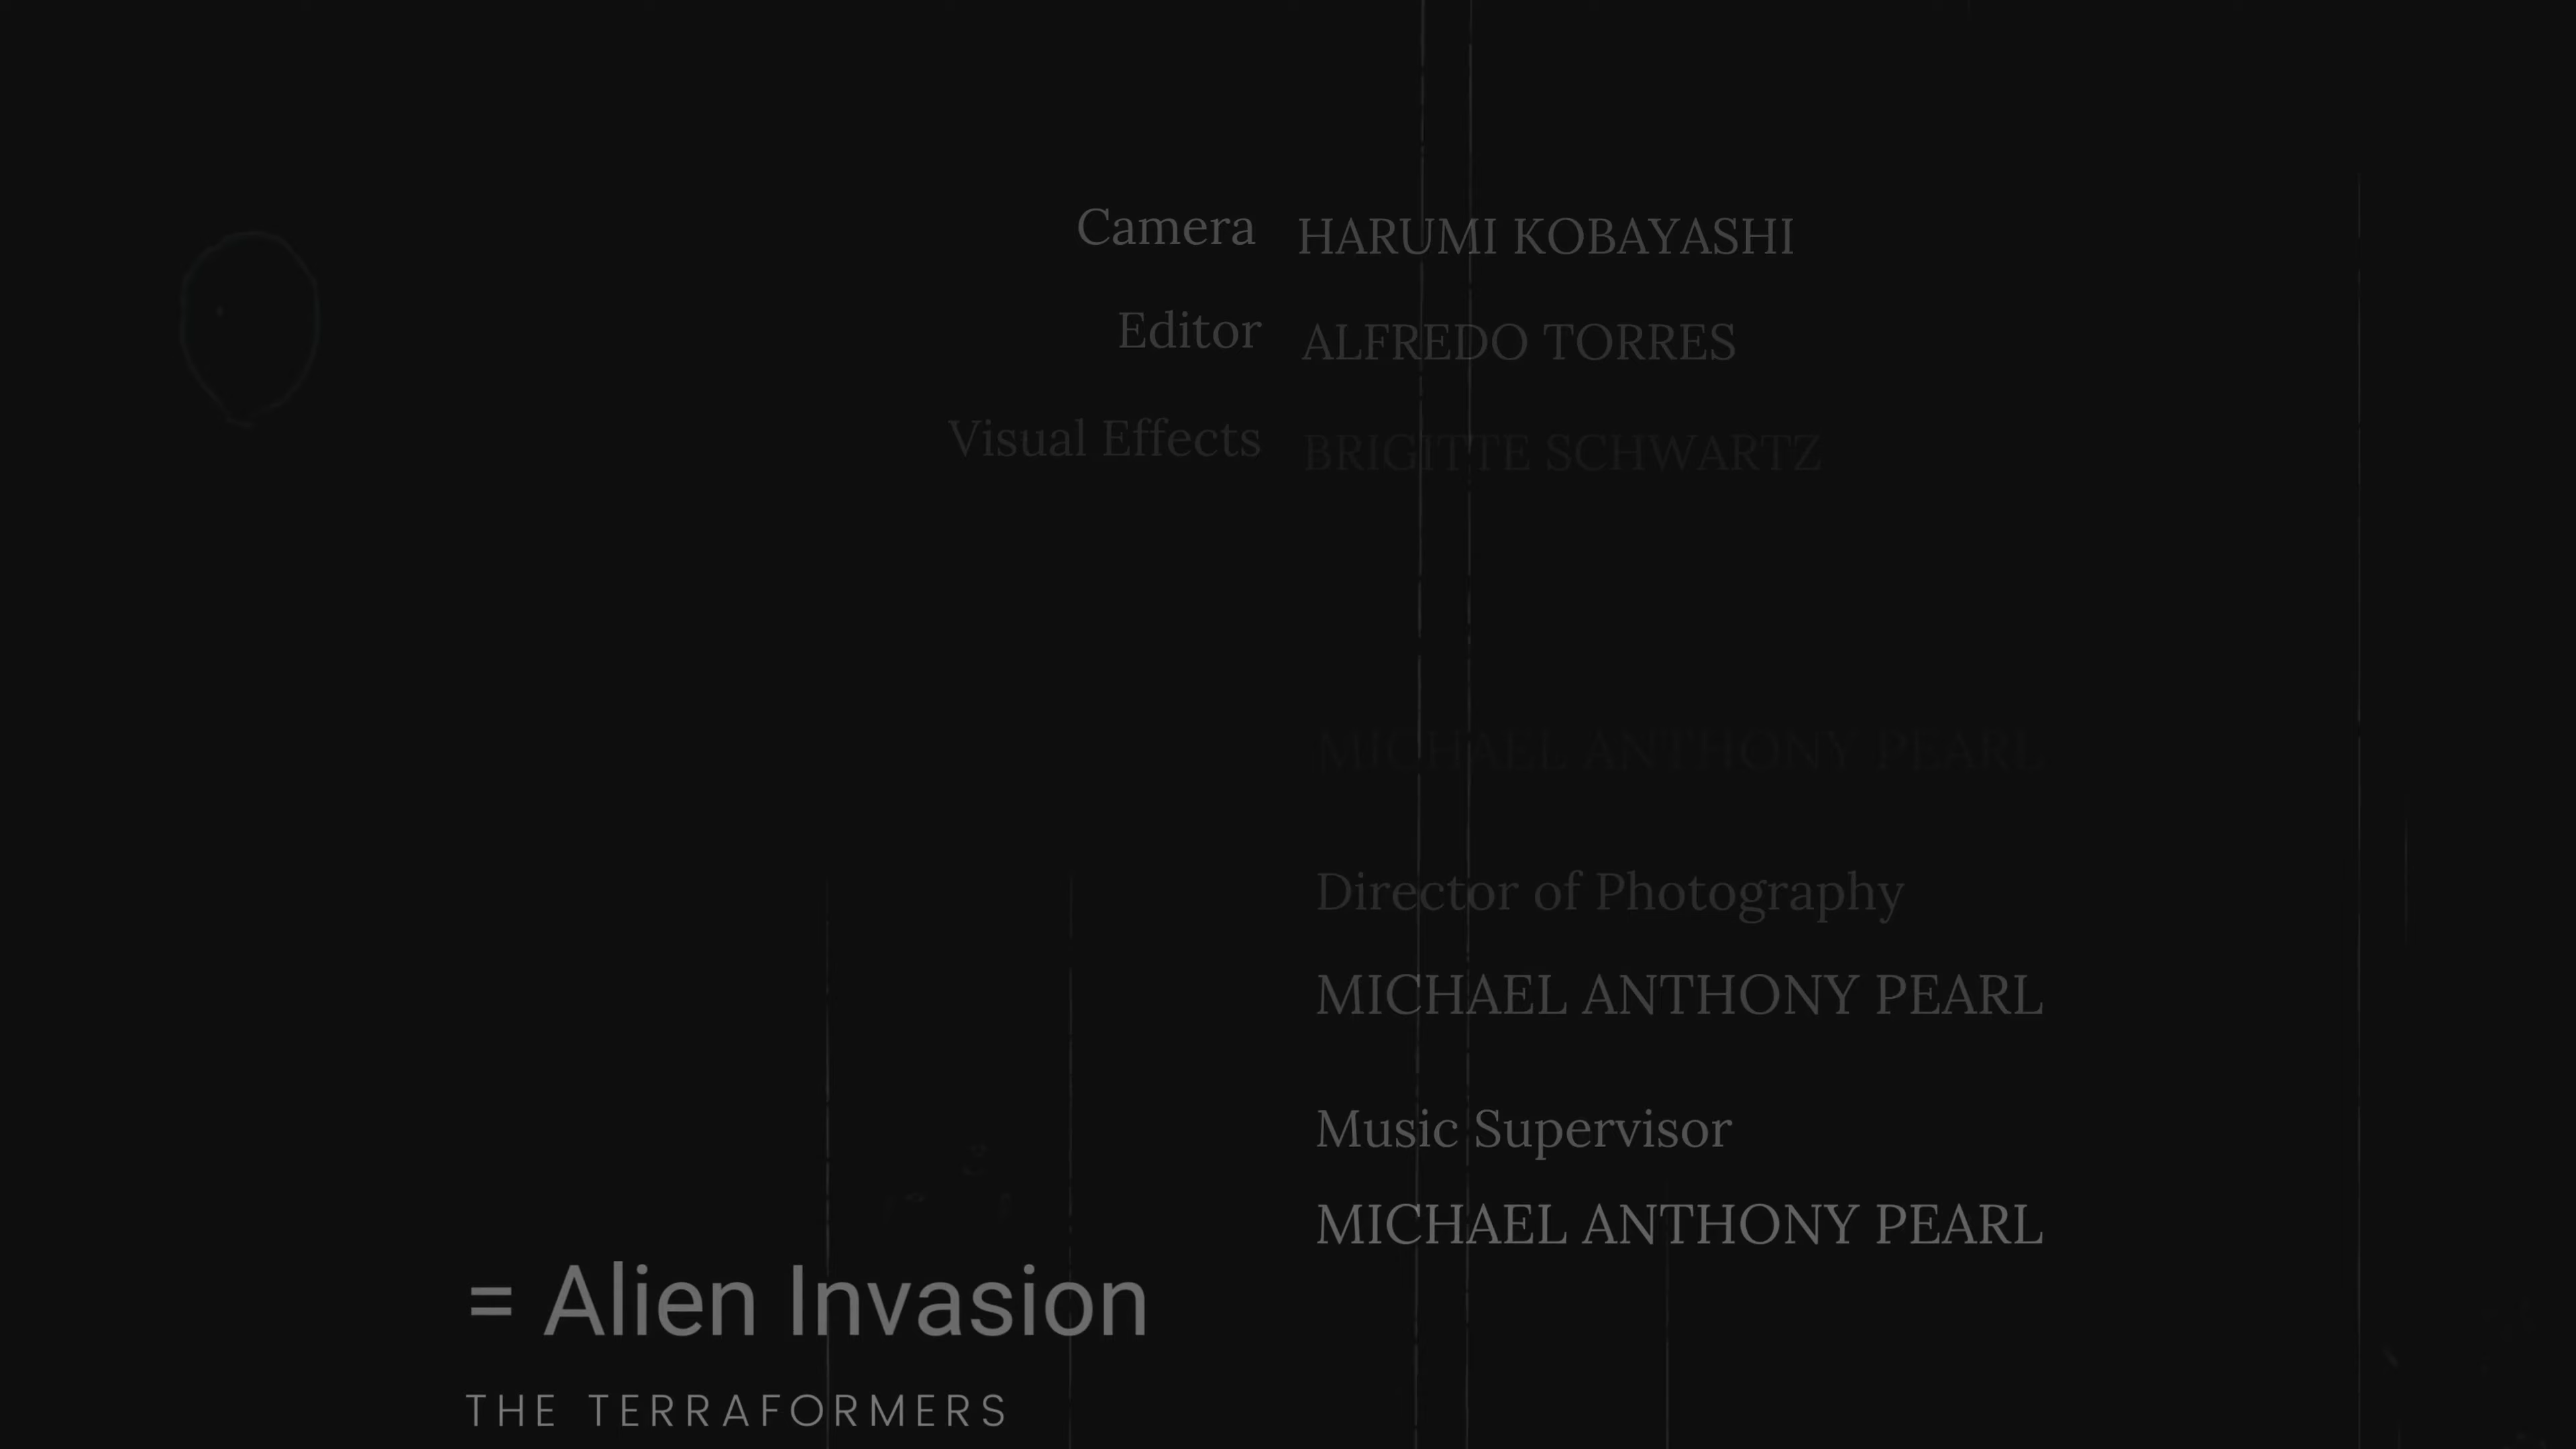 Camera HARUMI KOBAYASHI
Editor ALFREDO TORRES
Visual Effects BRIGITTE SCHWARTZ
MICHAEL ANTHONY PEARL
Director of Photography
MICHAEL ANTHONY PEARL
Music Supervisor
MICHAEL ANTHONY PEARL
= Alien Invasion
THE TERRAFORMERS